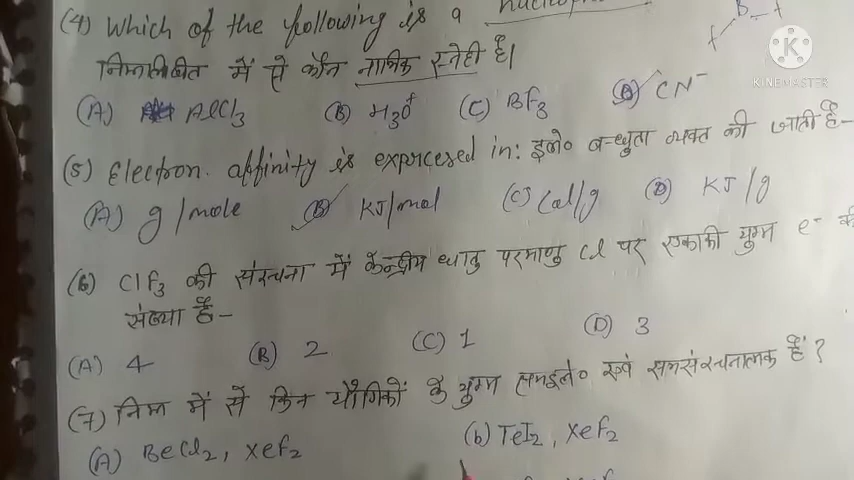 (4) Which of the following is a
निम्नलिखित में से कौन नाभिक स्नेही है।
(A) AlCl3 (B) H3O+ (C) BF3 (D) CN-
(5) Electron. affinity is exprcesed in: इले० बन्धुता व्यक्त की जाती है-
(A) g/mole (B) KJ/mol (C) Cal/g (D) KJ/g
(6) ClF3 की संरचना में केन्द्रीय धातु परमाणु Cl पर एकाकी युग्म e- की
संख्या है-
(A) 4 (B) 2 (C) 1 (D) 3
(7) निम्न में से किन यौगिकों के युग्म समइले० एवं समसंरचनात्मक हैं?
(A) BeCl2, XeF2 (b) TeI2, XeF2
B
F F
KINEMASTER